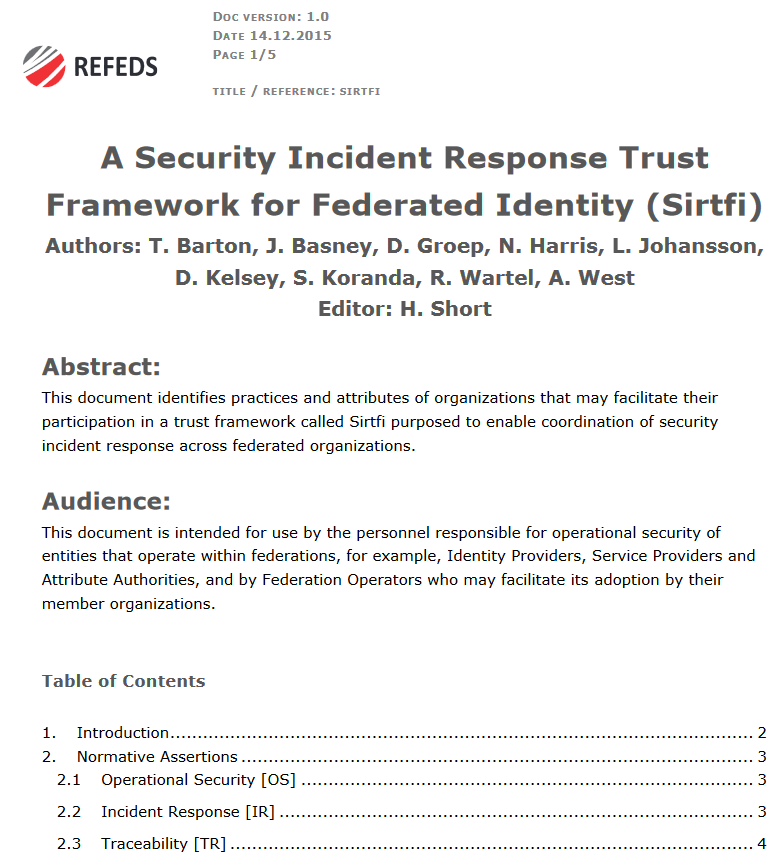 DOC VERSION: 1.0
DATE 14.12.2015
PAGE 1/5
REFEDS
TITLE / REFERENCE: SIRTFI
A Security Incident Response Trust
Framework for Federated Identity (Sirtfi)
Authors: T. Barton, J. Basney, D. Groep, N. Harris, L. Johansson,
D. Kelsey, S. Koranda, R. Wartel, A. West
Editor: H. Short
Abstract:
This document identifies practices and attributes of organizations that may facilitate their
participation in a trust framework called Sirtfi purposed to enable coordination of security
incident response across federated organizations.
Audience:
This document is intended for use by the personnel responsible for operational security of
entities that operate within federations, for example, Identity Providers, Service Providers and
Attribute Authorities, and by Federation Operators who may facilitate its adoption by their
member organizations.
Table of Contents
1. Introduction.......................................................................................................... 2
2. Normative Assertions ............................................................................................. 3
2.1 Operational Security [OS] ................................................................................... 3
2.2 Incident Response [IR] ....................................................................................... 3
2.3 Traceability [TR] ................................................................................................ 4